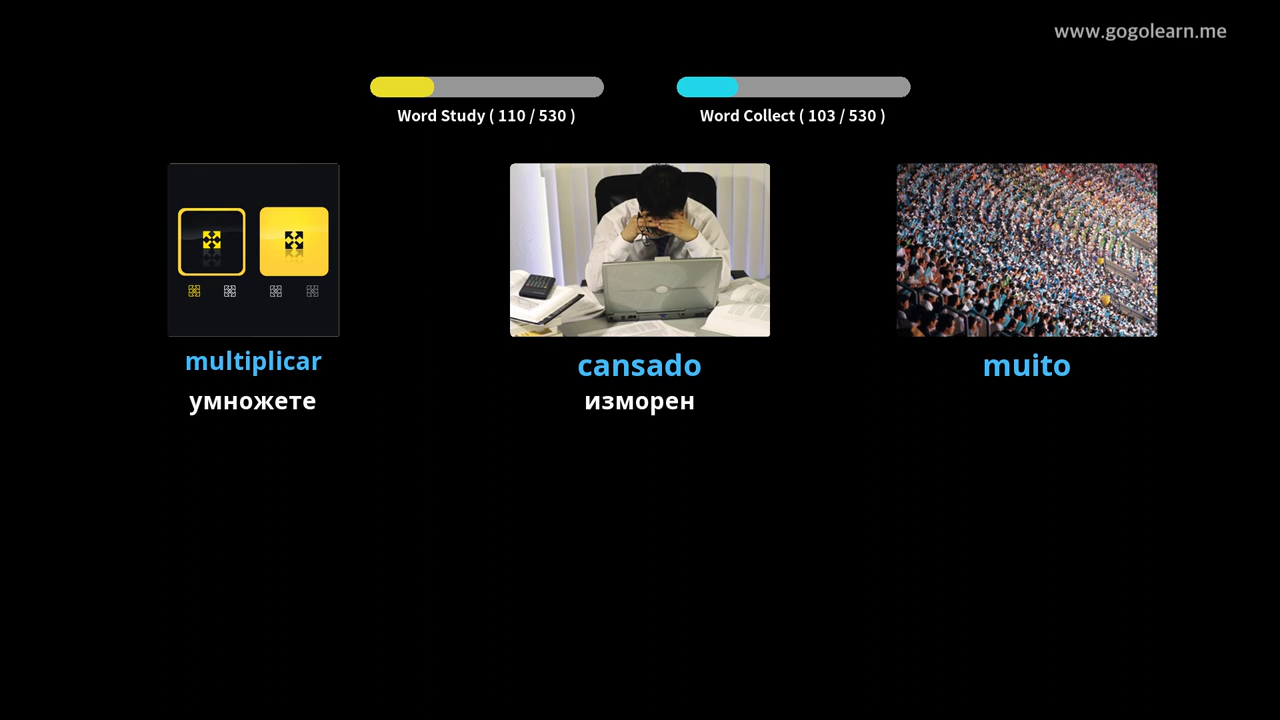 www.gogolearn.me
Word Study ( 110 / 530 )
Word Collect ( 103 / 530 )
multiplicar
умножете
cansado
изморен
muito